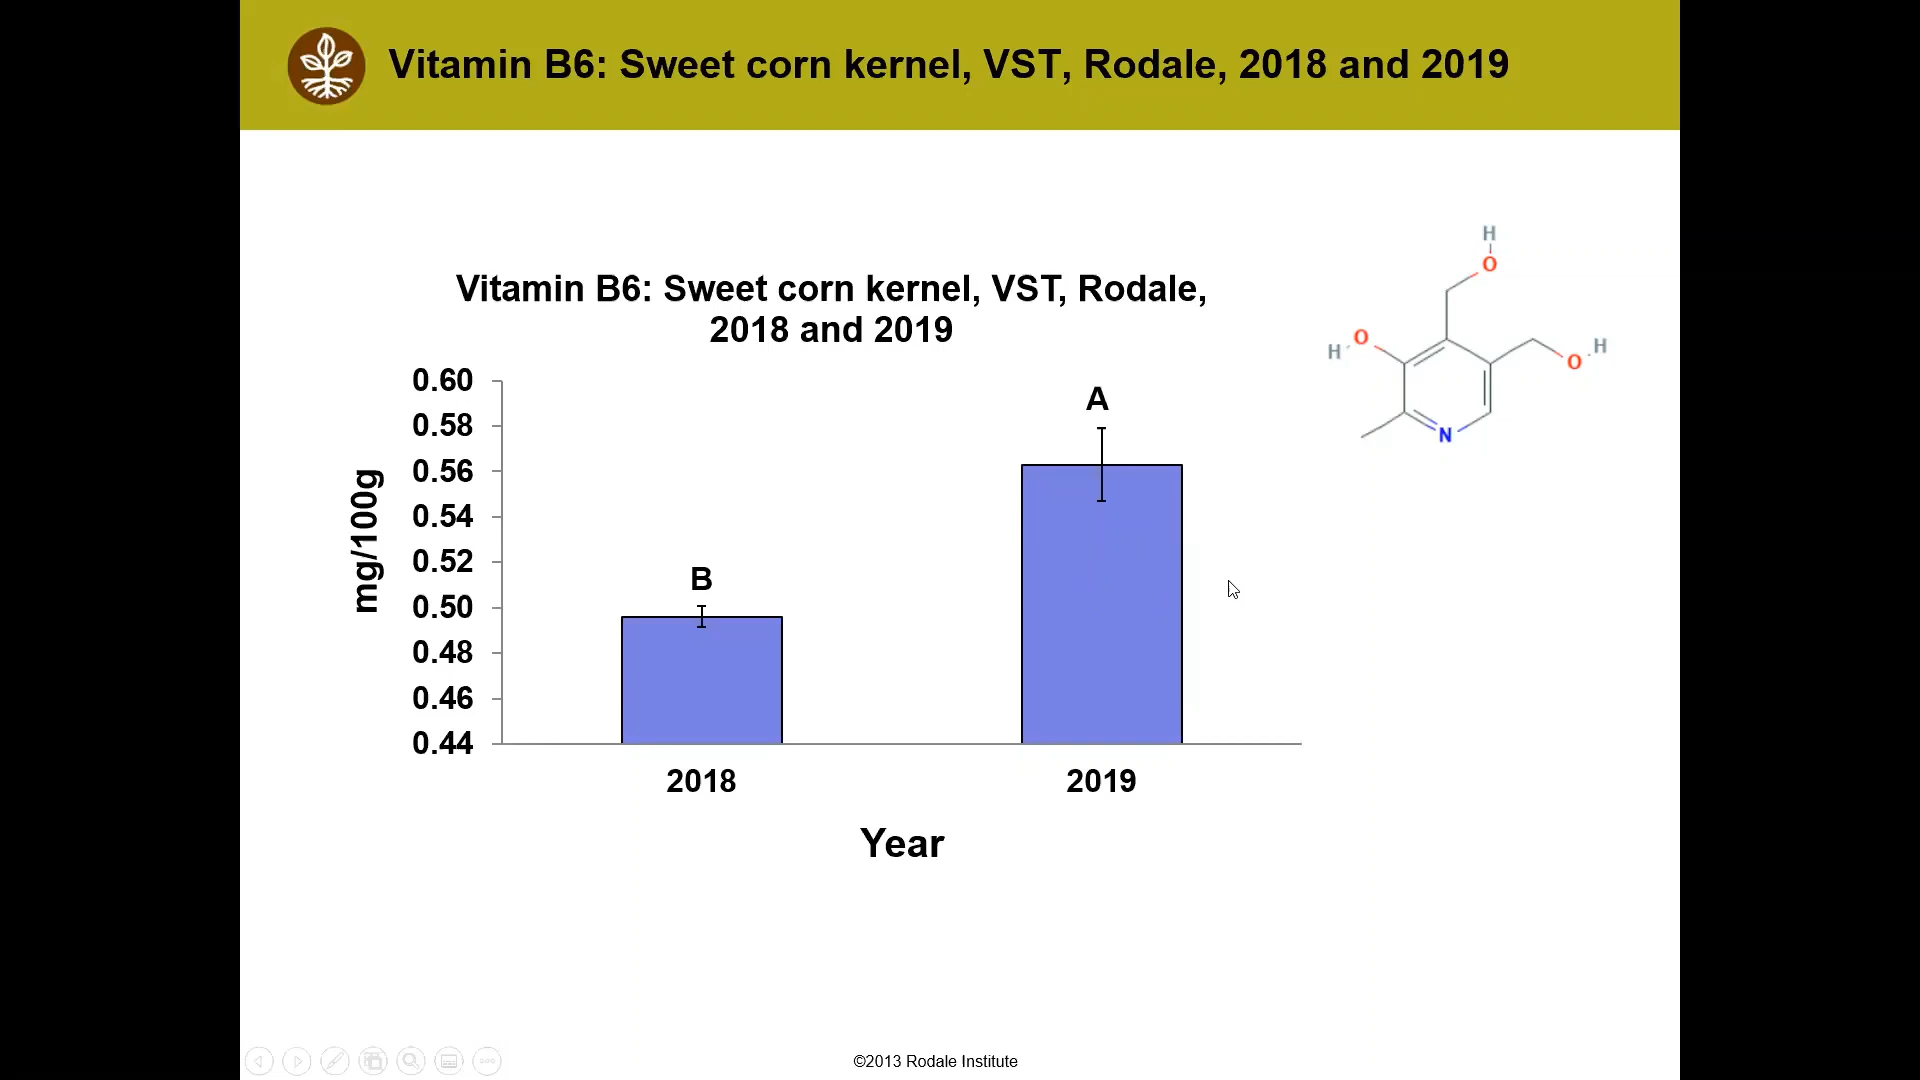 Vitamin B6: Sweet corn kernel, VST, Rodale, 2018 and 2019
Vitamin B6: Sweet corn kernel, VST, Rodale,
2018 and 2019
mg/100g
0.60
0.58
0.56
0.54
0.52
0.50
0.48
0.46
0.44
B
A
2018
2019
Year
H
O
H
O
O
H
N
©2013 Rodale Institute